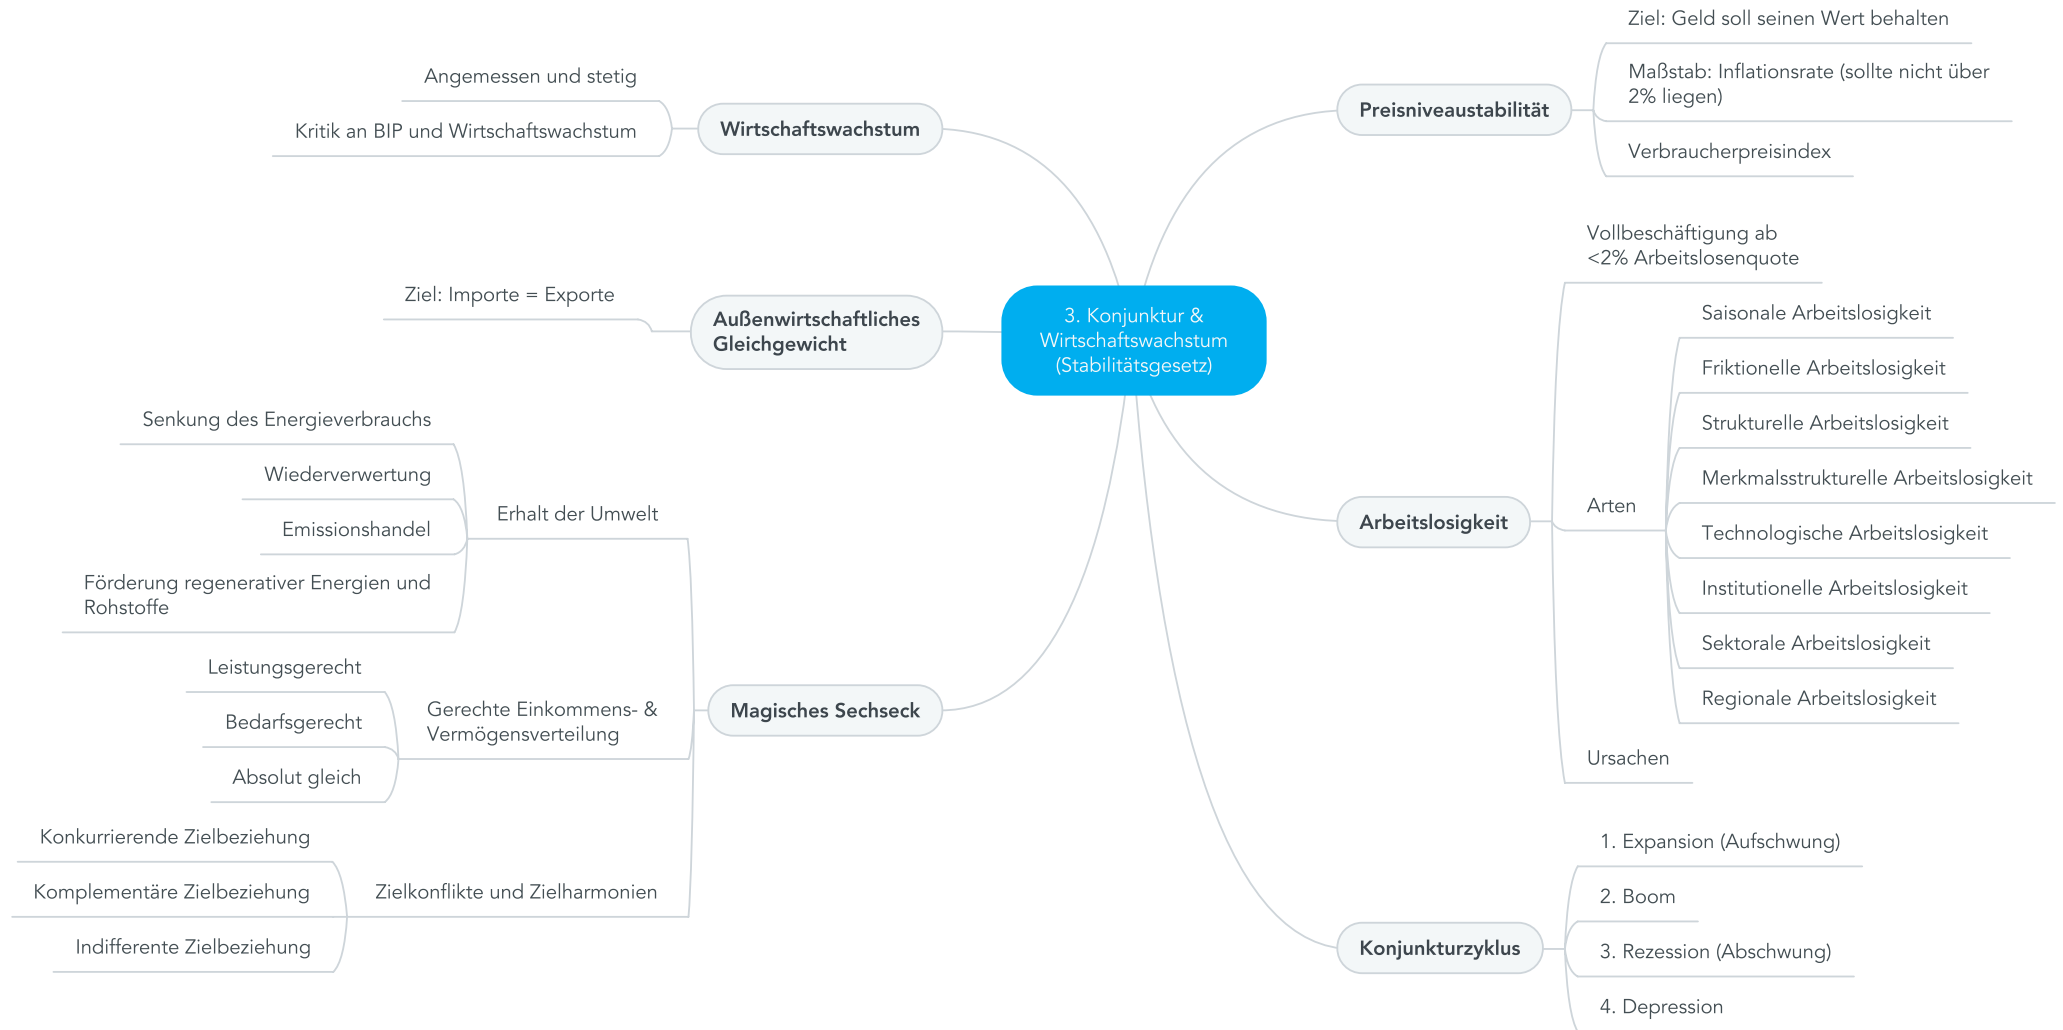 3. Konjunktur &
Wirtschaftswachstum
(Stabilitätsgesetz)
Preisniveaustabilität
Ziel: Geld soll seinen Wert behalten
Maßstab: Inflationsrate (sollte nicht über
2% liegen)
Verbraucherpreisindex
Arbeitslosigkeit
Vollbeschäftigung ab
<2% Arbeitslosenquote
Arten
Saisonale Arbeitslosigkeit
Friktionelle Arbeitslosigkeit
Strukturelle Arbeitslosigkeit
Merkmalsstrukturelle Arbeitslosigkeit
Technologische Arbeitslosigkeit
Institutionelle Arbeitslosigkeit
Sektorale Arbeitslosigkeit
Regionale Arbeitslosigkeit
Ursachen
Konjunkturzyklus
1. Expansion (Aufschwung)
2. Boom
3. Rezession (Abschwung)
4. Depression
Wirtschaftswachstum
Angemessen und stetig
Kritik an BIP und Wirtschaftswachstum
Außenwirtschaftliches
Gleichgewicht
Ziel: Importe = Exporte
Magisches Sechseck
Erhalt der Umwelt
Senkung des Energieverbrauchs
Wiederverwertung
Emissionshandel
Förderung regenerativer Energien und
Rohstoffe
Gerechte Einkommens- &
Vermögensverteilung
Leistungsgerecht
Bedarfsgerecht
Absolut gleich
Zielkonflikte und Zielharmonien
Konkurrierende Zielbeziehung
Komplementäre Zielbeziehung
Indifferente Zielbeziehung